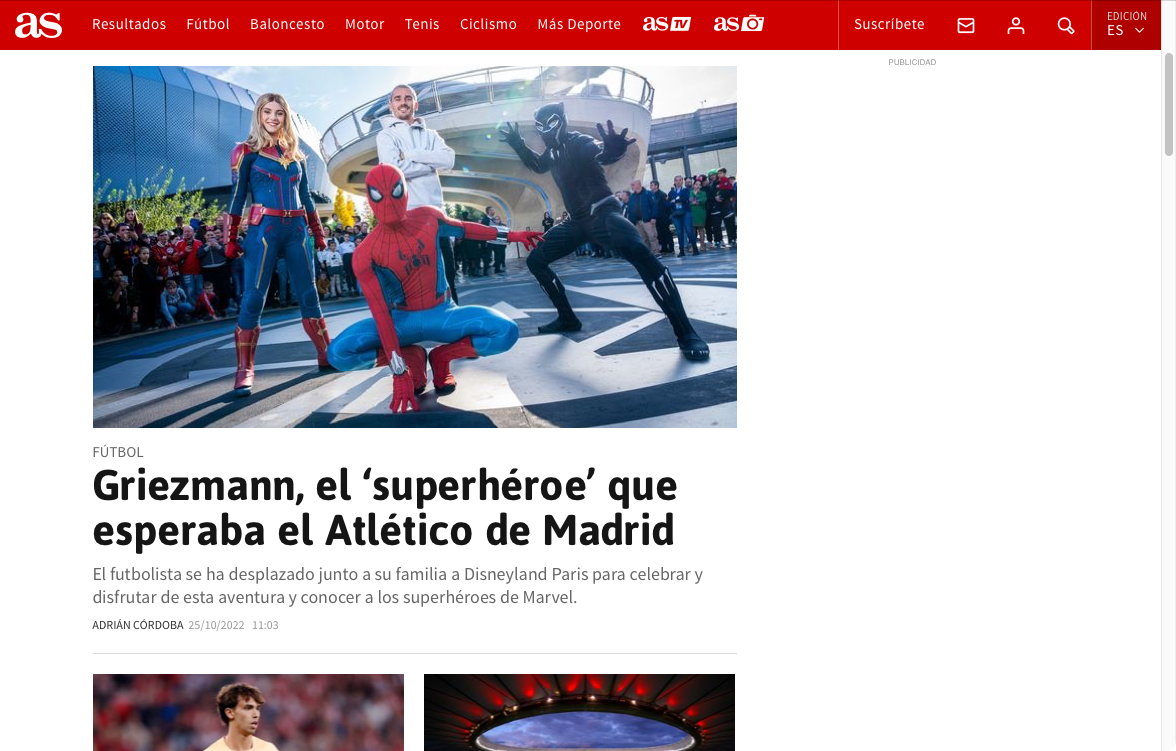 as Resultados Fútbol Baloncesto Motor Tenis Ciclismo Más Deporte as TV as Suscríbete EDICIÓN
ES
PUBLICIDAD
FÚTBOL
Griezmann, el ‘superhéroe’ que
esperaba el Atlético de Madrid
El futbolista se ha desplazado junto a su familia a Disneyland Paris para celebrar y
disfrutar de esta aventura y conocer a los superhéroes de Marvel.
ADRIÁN CÓRDOBA 25/10/2022 11:03